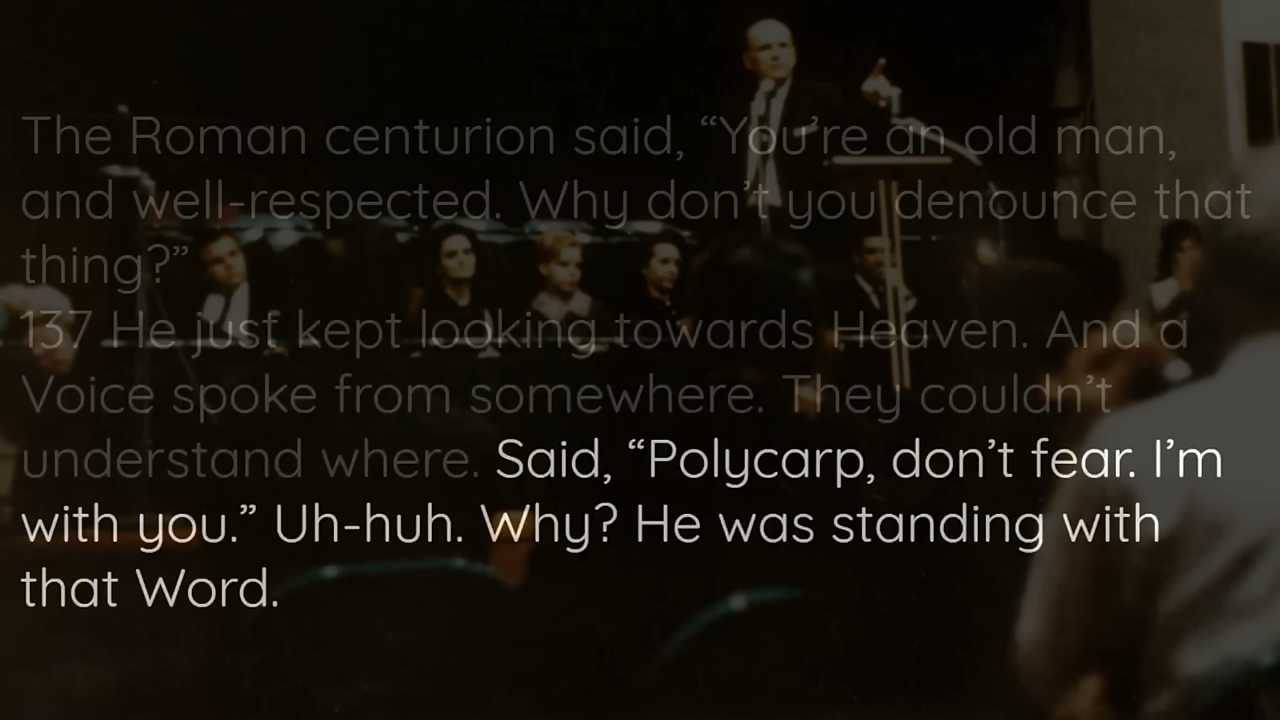 The Roman centurion said, “You’re an old man,
and well-respected. Why don’t you denounce that
thing?”
137 He just kept looking towards Heaven. And a
Voice spoke from somewhere. They couldn’t
understand where. Said, “Polycarp, don’t fear. I’m
with you.” Uh-huh. Why? He was standing with
that Word.